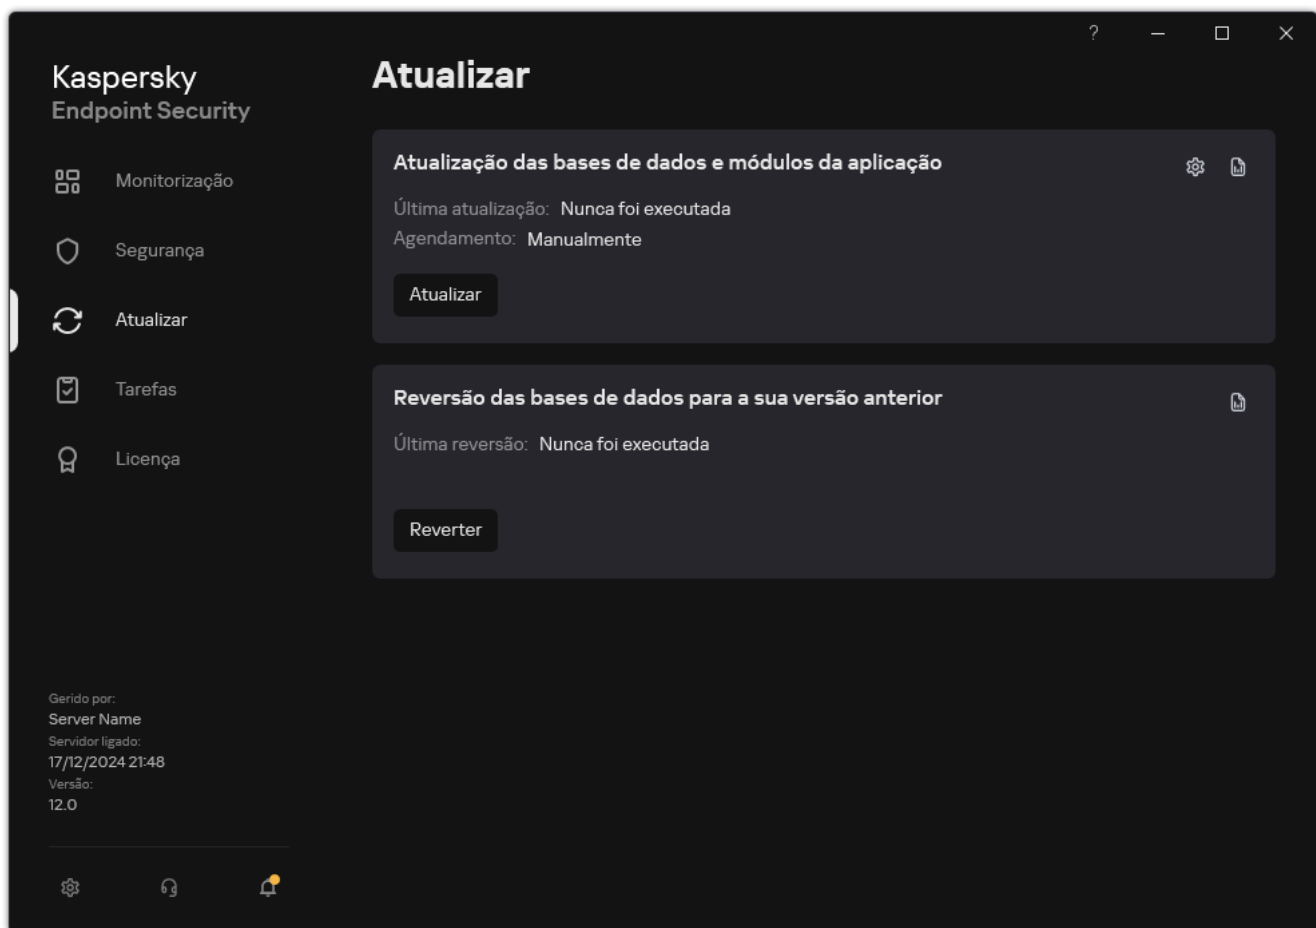 Kaspersky
Endpoint Security
Monitorização
Segurança
Atualizar
Tarefas
Licença
Gerido por:
Server Name
Servidor ligado:
17/12/2024 21:48
Versão:
12.0
?
Atualizar
Atualização das bases de dados e módulos da aplicação
Última atualização: Nunca foi executada
Agendamento: Manualmente
Atualizar
Reversão das bases de dados para a sua versão anterior
Última reversão: Nunca foi executada
Reverter